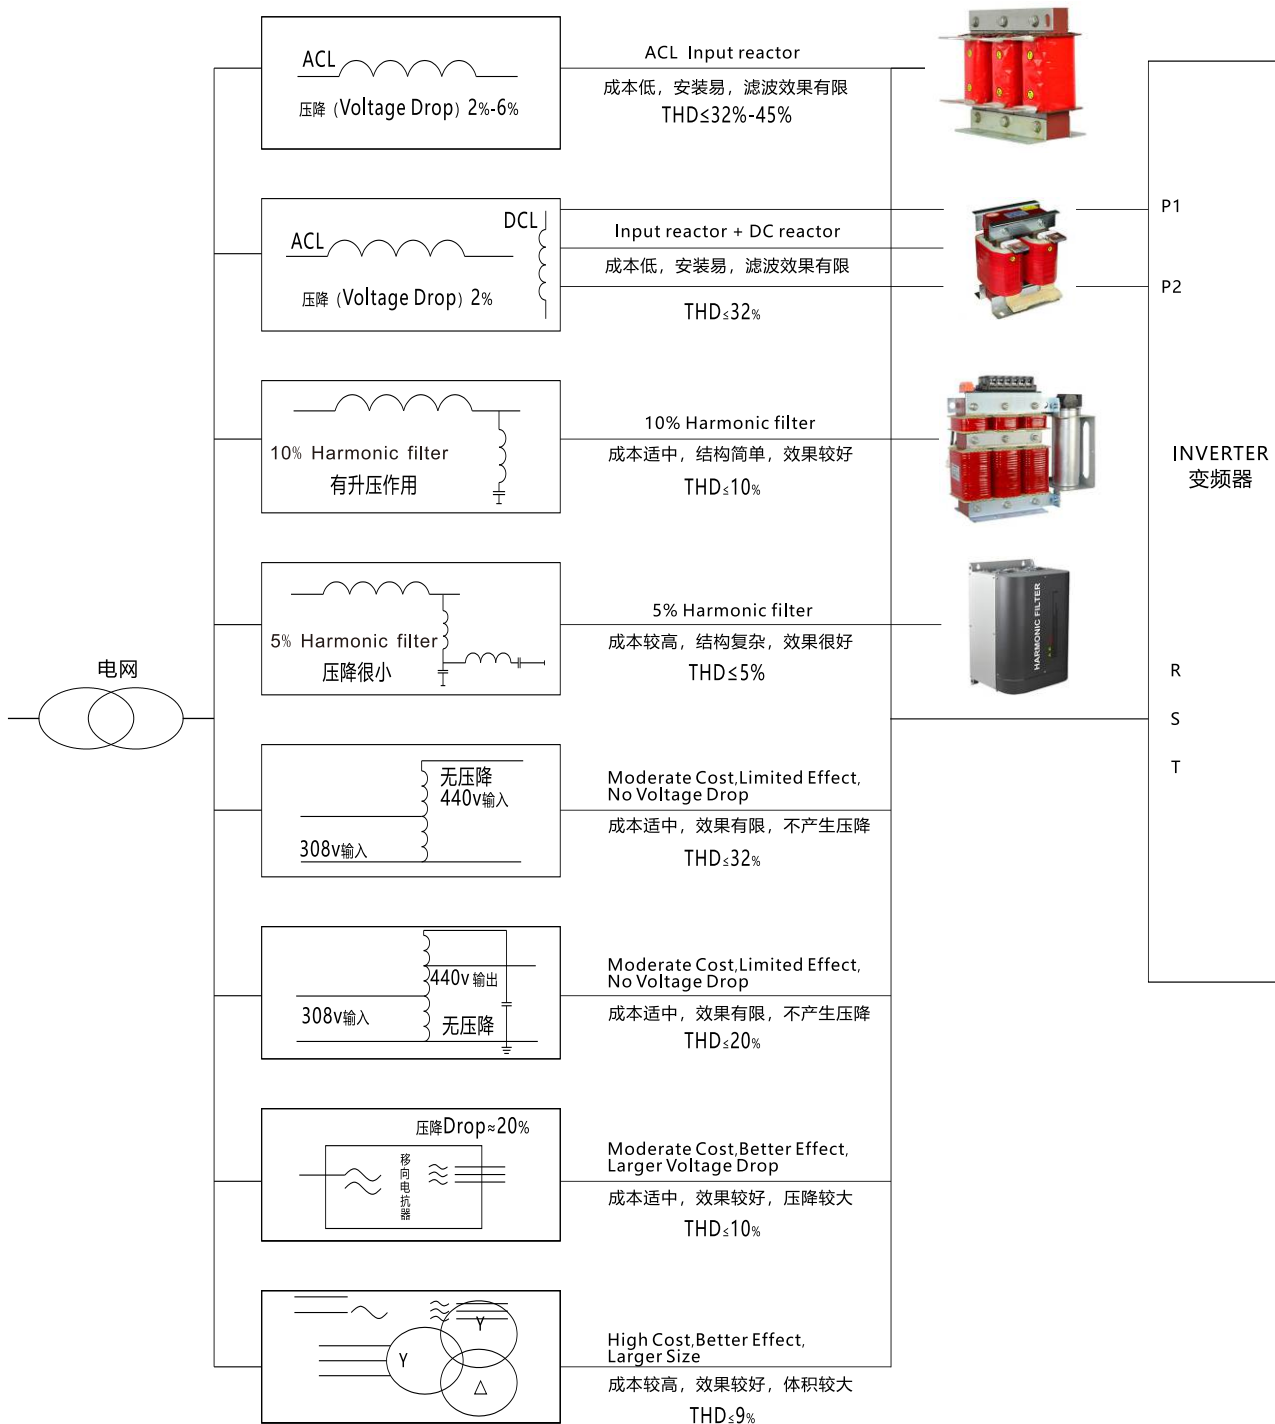 ACL
压降（Voltage Drop）2%-6%
ACL Input reactor
成本低，安装易，滤波效果有限
THD≤32%-45%
DCL
ACL
压降（Voltage Drop）2%
Input reactor + DC reactor
成本低，安装易，滤波效果有限
THD≤32%
P1
P2
10% Harmonic filter
有升压作用
10% Harmonic filter
成本适中，结构简单，效果较好
THD≤10%
INVERTER
变频器
5% Harmonic filter
压降很小
5% Harmonic filter
成本较高，结构复杂，效果很好
THD≤5%
HARMONIC FILTER
电网
R
S
T
无压降
440v输入
308v输入
Moderate Cost,Limited Effect,
No Voltage Drop
成本适中，效果有限，不产生压降
THD≤32%
440v输出
308v输入
无压降
Moderate Cost,Limited Effect,
No Voltage Drop
成本适中，效果有限，不产生压降
THD≤20%
压降Drop≈20%
移向电抗器
Moderate Cost,Better Effect,
Larger Voltage Drop
成本适中，效果较好，压降较大
THD≤10%
Y
Y
△
High Cost,Better Effect,
Larger Size
成本较高，效果较好，体积较大
THD≤9%